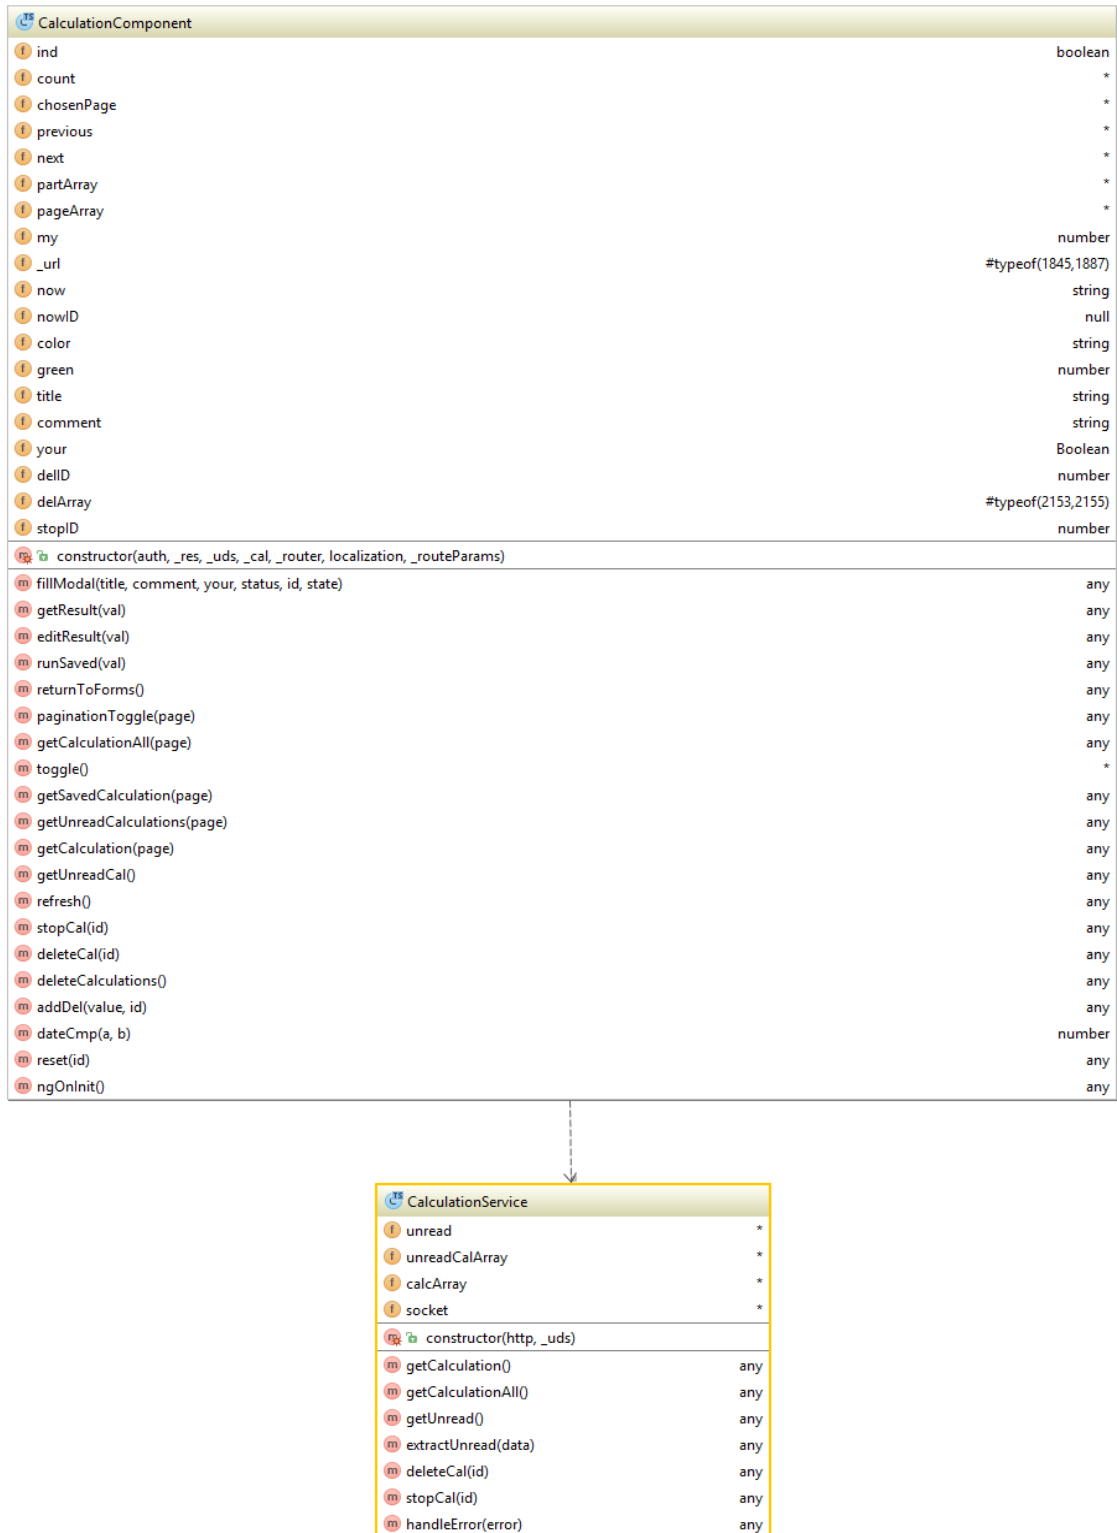 TS CalculationComponent
f ind boolean
f count *
f chosenPage *
f previous *
f next *
f partArray *
f pageArray *
f my number
f _url #typeof(1845,1887)
f now string
f nowID null
f color string
f green number
f title string
f comment string
f your Boolean
f delID number
f delArray #typeof(2153,2155)
f stopID number
m constructor(auth, _res, _uds, _cal, _router, localization, _routeParams)
m fillModal(title, comment, your, status, id, state) any
m getResult(val) any
m editResult(val) any
m runSaved(val) any
m returnToForms() any
m paginationToggle(page) any
m getCalculationAll(page) any
m toggle() *
m getSavedCalculation(page) any
m getUnreadCalculations(page) any
m getCalculation(page) any
m getUnreadCal() any
m refresh() any
m stopCal(id) any
m deleteCal(id) any
m deleteCalculations() any
m addDel(value, id) any
m dateCmp(a, b) number
m reset(id) any
m ngOnInit() any
TS CalculationService
f unread *
f unreadCalArray *
f calcArray *
f socket *
m constructor(http, _uds)
m getCalculation() any
m getCalculationAll() any
m getUnread() any
m extractUnread(data) any
m deleteCal(id) any
m stopCal(id) any
m handleError(error) any